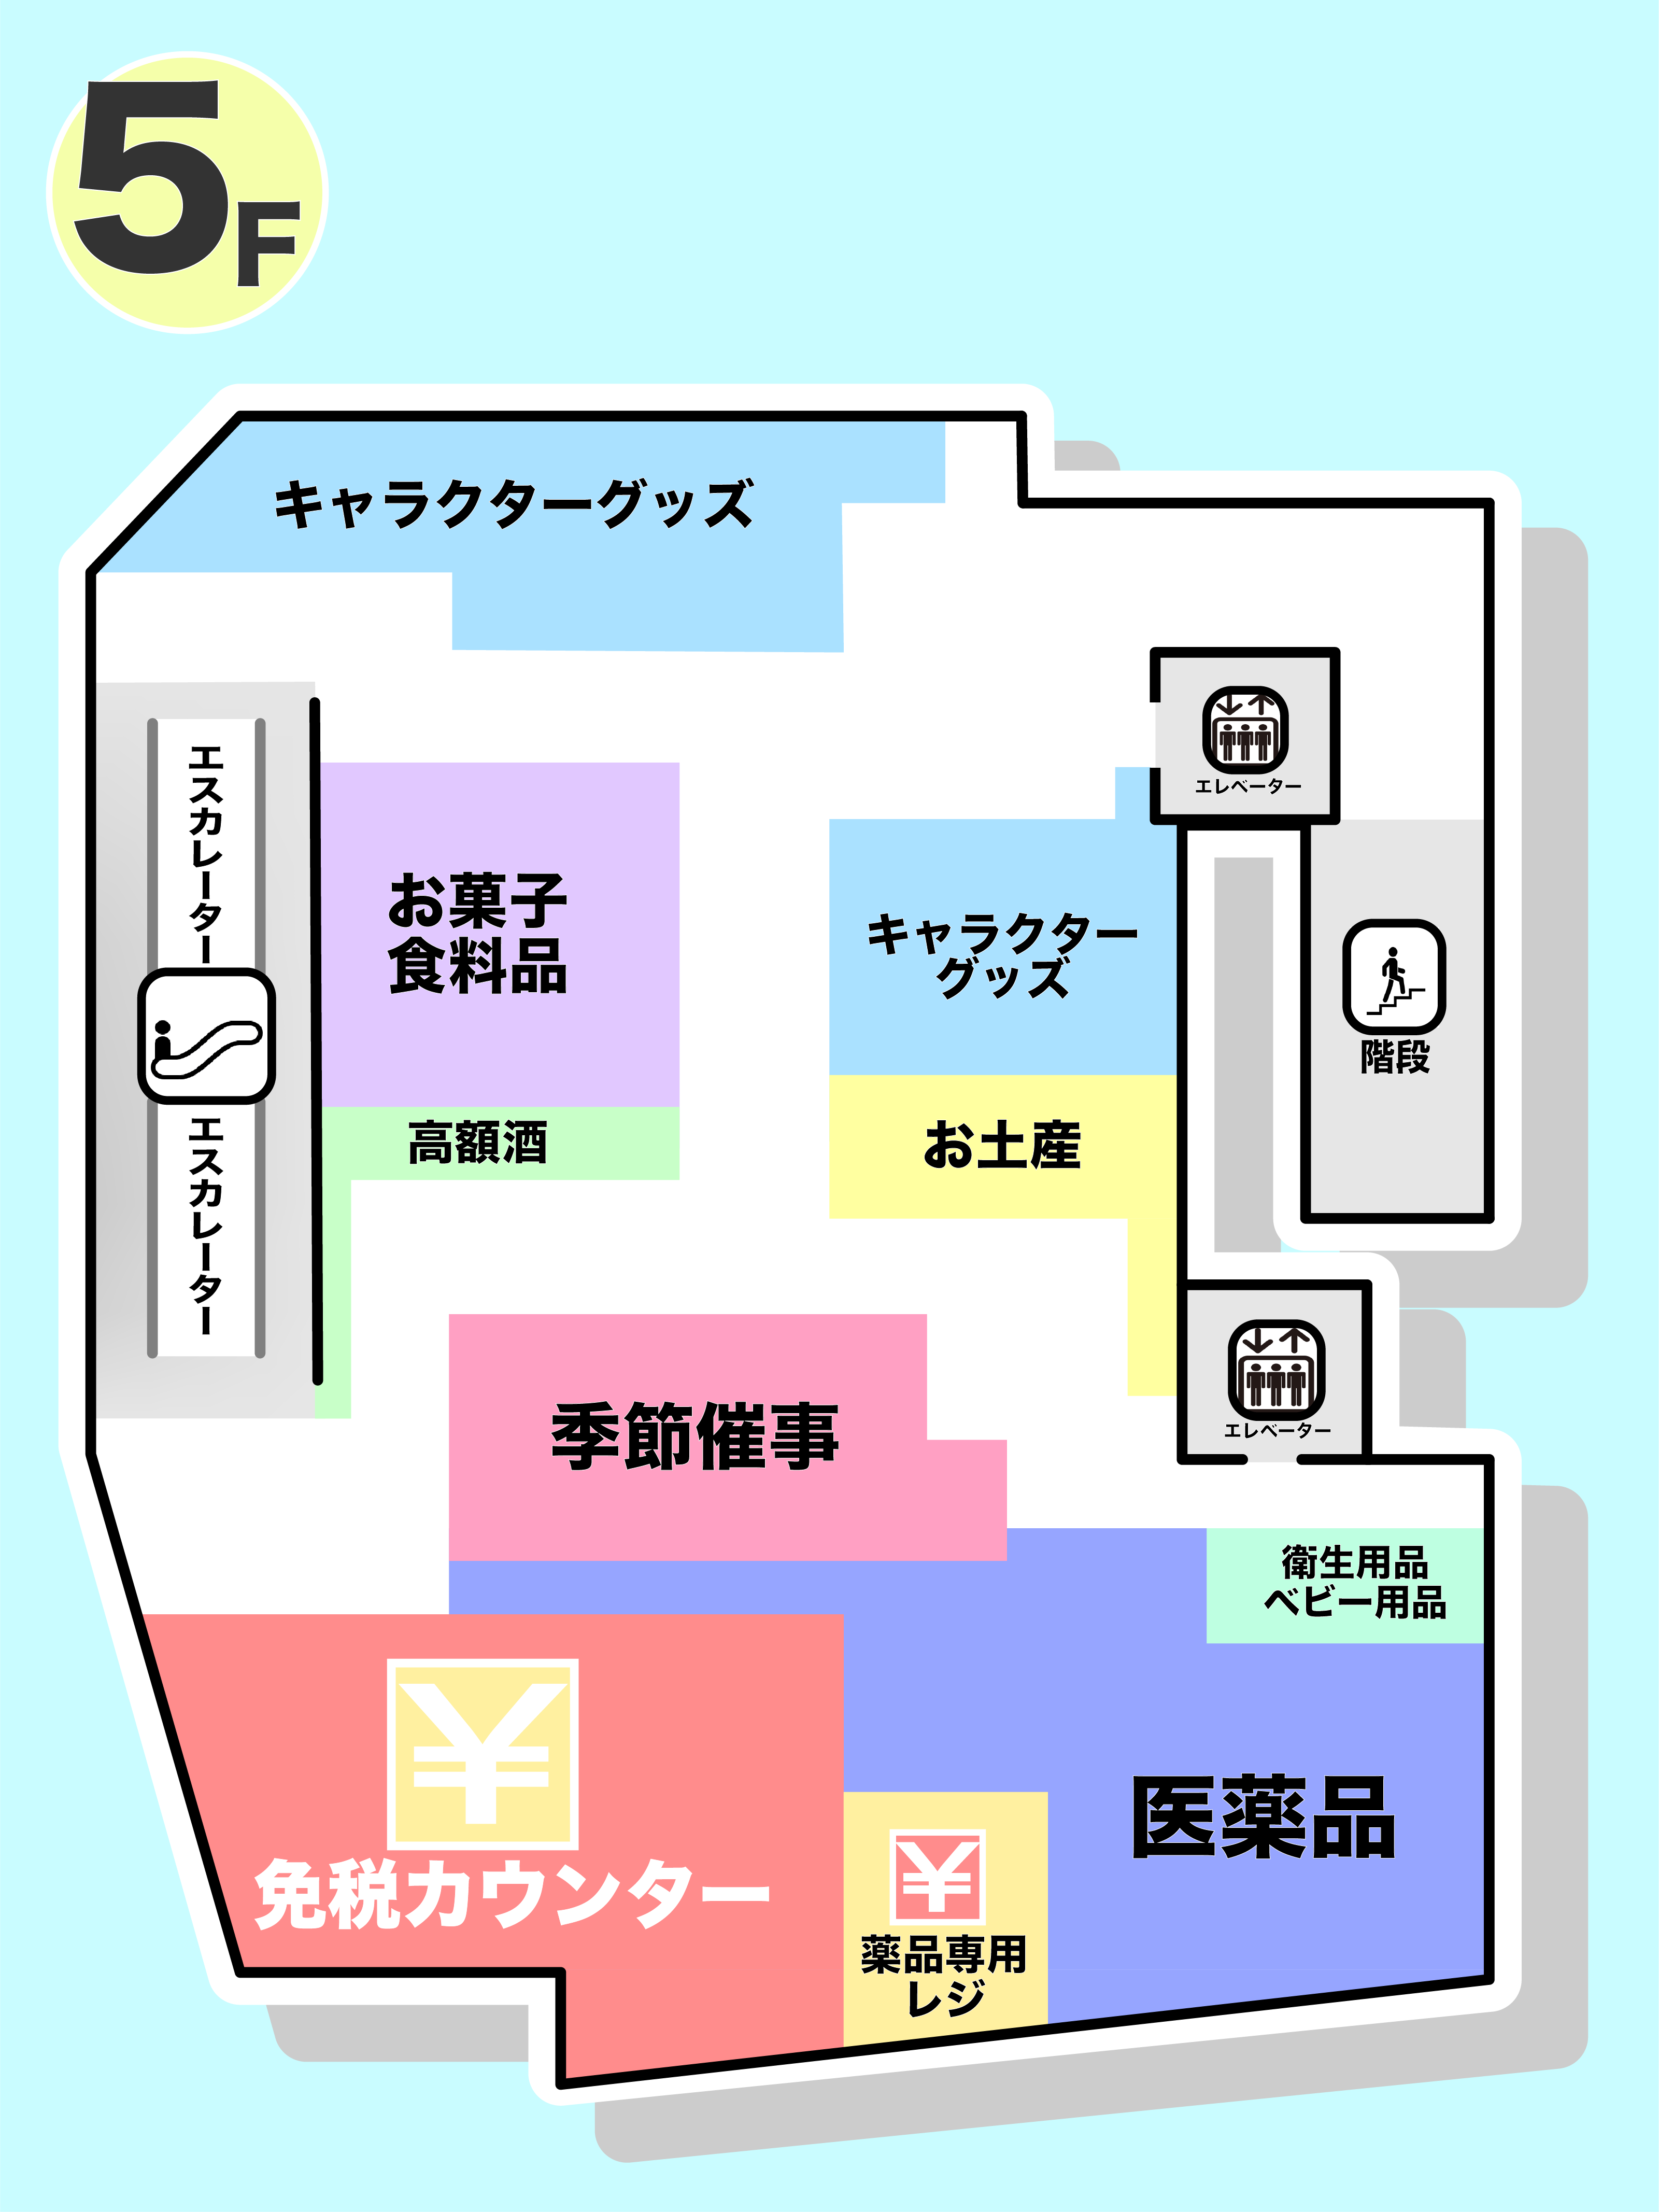 5F
キャラクターグッズ
エレベーター
エスカレーター
お菓子
食料品
キャラクター
グッズ
階段
高額酒
お土産
エスカレーター
季節催事
エレベーター
衛生用品
ベビー用品
¥
免税カウンター
医薬品
¥
薬品専用
レジ